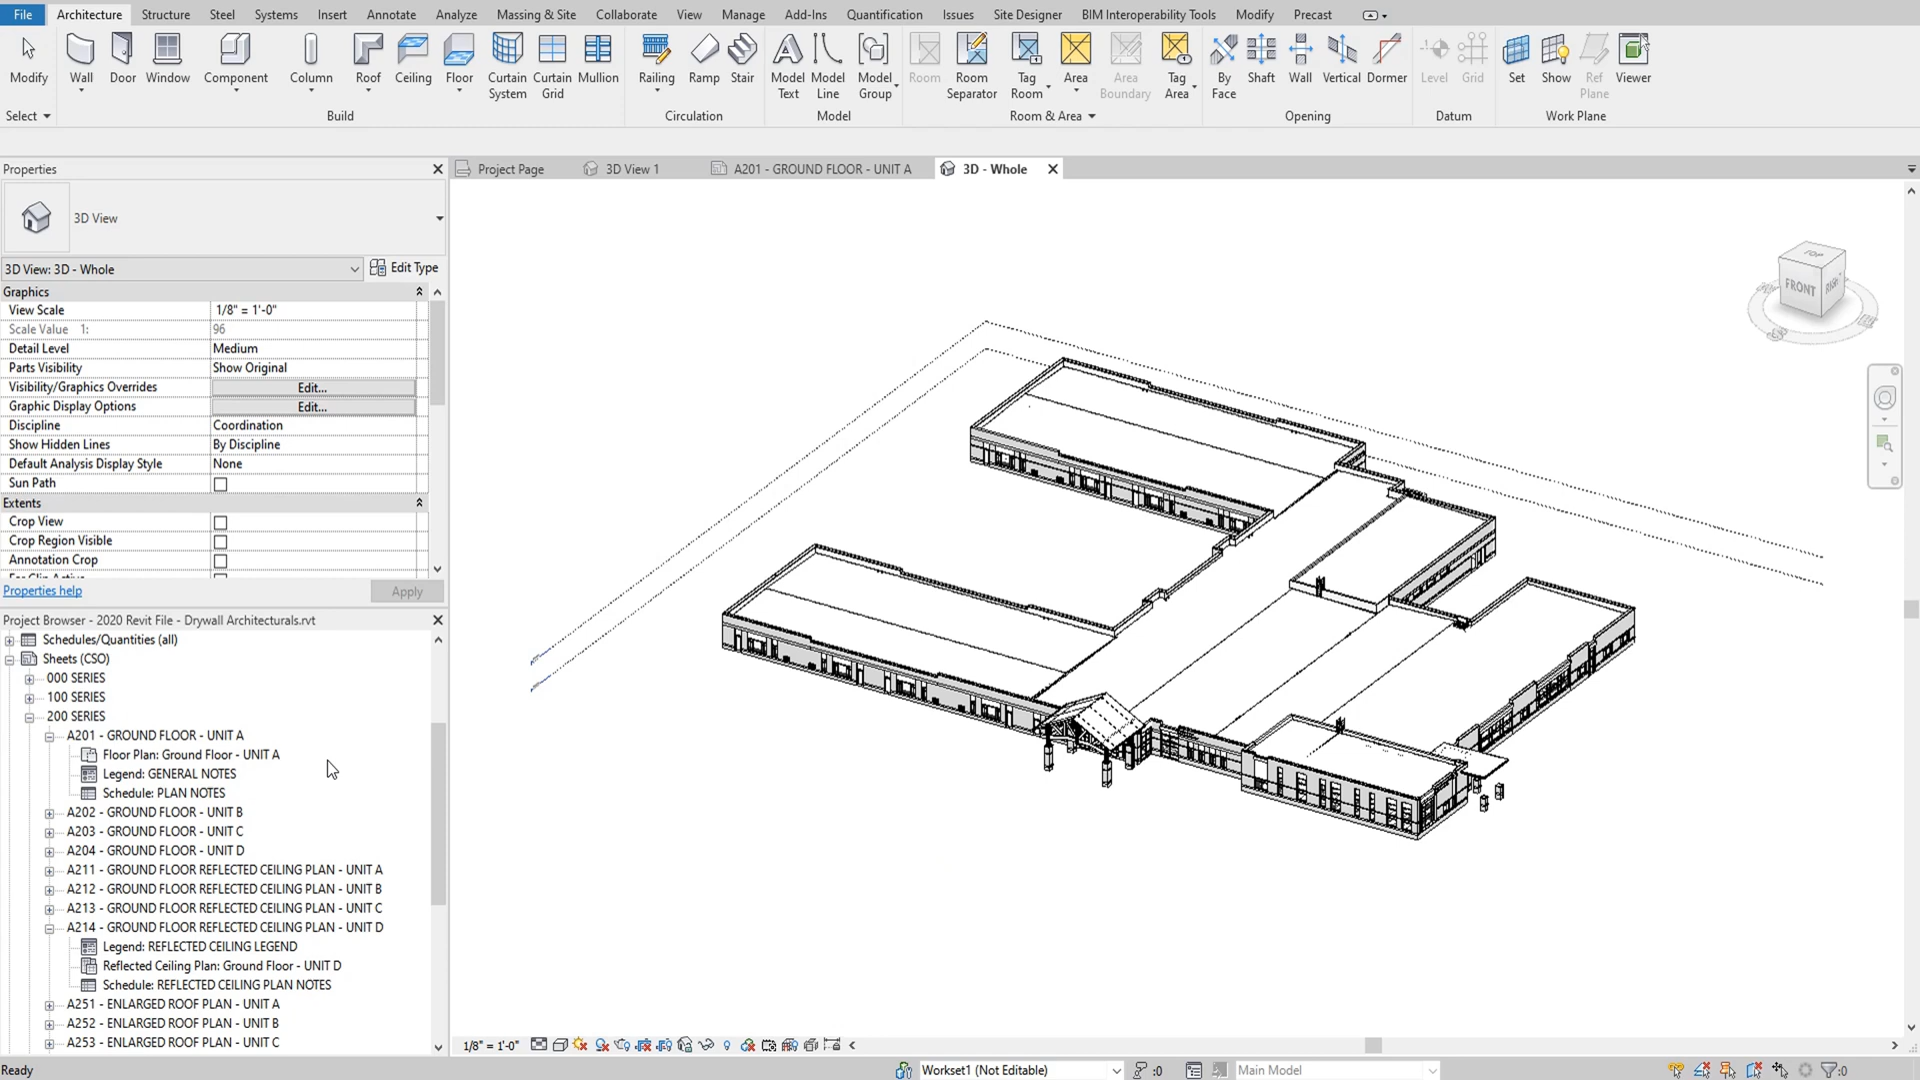 File Architecture Structure Steel Systems Insert Annotate Analyze Massing & Site Collaborate View Manage Add-Ins Quantification Issues Site Designer BIM Interoperability Tools Modify Precast
Modify Wall Door Window Component Column Roof Ceiling Floor Curtain System Curtain Grid Mullion Railing Ramp Stair Model Text Model Line Model Group Room Room Separator Tag Room Area Area Boundary Tag Area By Face Shaft Wall Vertical Dormer Level Grid Set Show Ref Plane Viewer
Select Build Circulation Model Room & Area Opening Datum Work Plane
Properties
Project Page 3D View 1 A201 - GROUND FLOOR - UNIT A 3D - Whole
3D View
3D View: 3D - Whole Edit Type
Graphics
View Scale 1/8" = 1'-0"
Scale Value 1: 96
Detail Level Medium
Parts Visibility Show Original
Visibility/Graphics Overrides Edit...
Graphic Display Options Edit...
Discipline Coordination
Show Hidden Lines By Discipline
Default Analysis Display Style None
Sun Path
Extents
Crop View
Crop Region Visible
Annotation Crop
Properties help Apply
Project Browser - 2020 Revit File - Drywall Architecturals.rvt
Schedules/Quantities (all)
Sheets (CSO)
000 SERIES
100 SERIES
200 SERIES
A201 - GROUND FLOOR - UNIT A
Floor Plan: Ground Floor - UNIT A
Legend: GENERAL NOTES
Schedule: PLAN NOTES
A202 - GROUND FLOOR - UNIT B
A203 - GROUND FLOOR - UNIT C
A204 - GROUND FLOOR - UNIT D
A211 - GROUND FLOOR REFLECTED CEILING PLAN - UNIT A
A212 - GROUND FLOOR REFLECTED CEILING PLAN - UNIT B
A213 - GROUND FLOOR REFLECTED CEILING PLAN - UNIT C
A214 - GROUND FLOOR REFLECTED CEILING PLAN - UNIT D
Legend: REFLECTED CEILING LEGEND
Reflected Ceiling Plan: Ground Floor - UNIT D
Schedule: REFLECTED CEILING PLAN NOTES
A251 - ENLARGED ROOF PLAN - UNIT A
A252 - ENLARGED ROOF PLAN - UNIT B
A253 - ENLARGED ROOF PLAN - UNIT C
TOP
FRONT RIGHT
1/8" = 1'-0"
Ready Workset1 (Not Editable) :0 Main Model :0